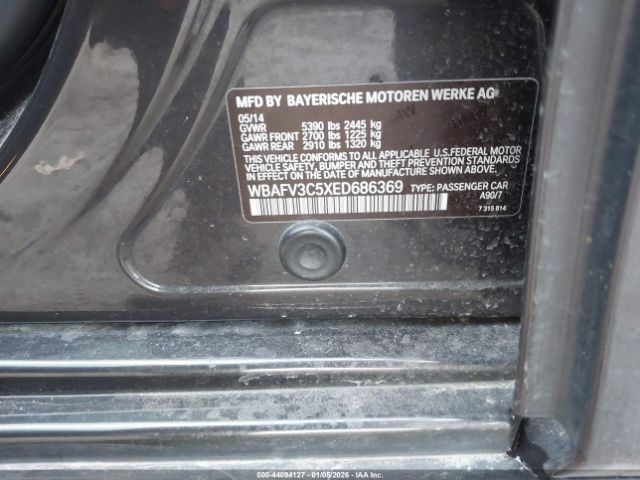 MFD BY BAYERISCHE MOTOREN WERKE AG
05/14
GVWR 5390 lbs 2445 kg
GAWR FRONT 2700 lbs 1225 kg
GAWR REAR 2910 lbs 1320 kg
THIS VEHICLE CONFORMS TO ALL APPLICABLE U.S. FEDERAL MOTOR
VEHICLE SAFETY, BUMPER AND THEFT PREVENTION STANDARDS
IN EFFECT ON THE DATE OF MANUFACTURE SHOWN ABOVE.
WBAFV3C5XED686369 TYPE: PASSENGER CAR
A90/7
7 315 814
000-44094127 - 01/05/2026 - IAA Inc.